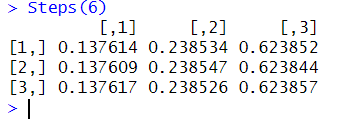 > Steps(6)
[,1] [,2] [,3]
[1,] 0.137614 0.238534 0.623852
[2,] 0.137609 0.238547 0.623844
[3,] 0.137617 0.238526 0.623857
>